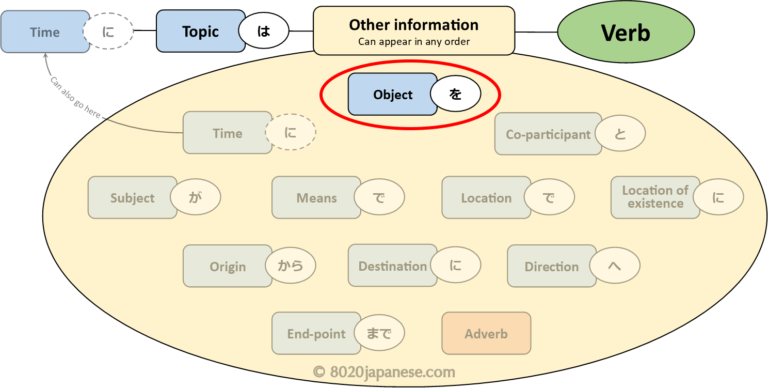 Time に
Topic は
Other information
Can appear in any order
Verb
Can also go here
Object を
Time に
Co-participant と
Subject が
Means で
Location で
Location of
existence に
Origin から
Destination に
Direction へ
End-point まで
Adverb
© 8020japanese.com